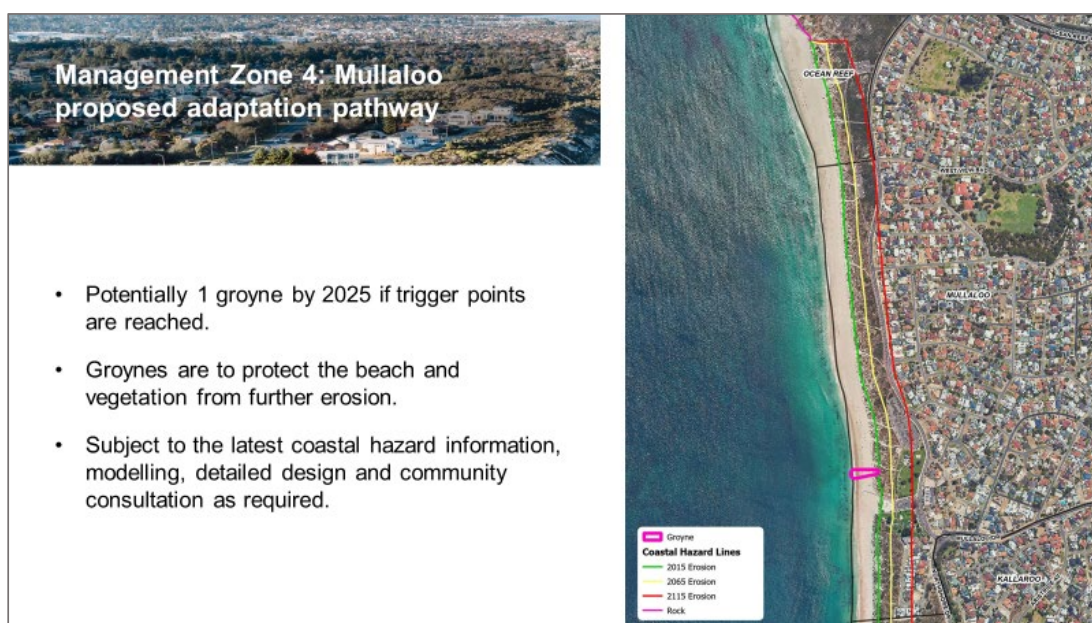 Management Zone 4: Mullaloo
proposed adaptation pathway
• Potentially 1 groyne by 2025 if trigger points
are reached.
• Groynes are to protect the beach and
vegetation from further erosion.
• Subject to the latest coastal hazard information,
modelling, detailed design and community
consultation as required.
OCEAN REEF
MULLALOO
KALLAROO
Groyne
Coastal Hazard Lines
2015 Erosion
2065 Erosion
2115 Erosion
Rock